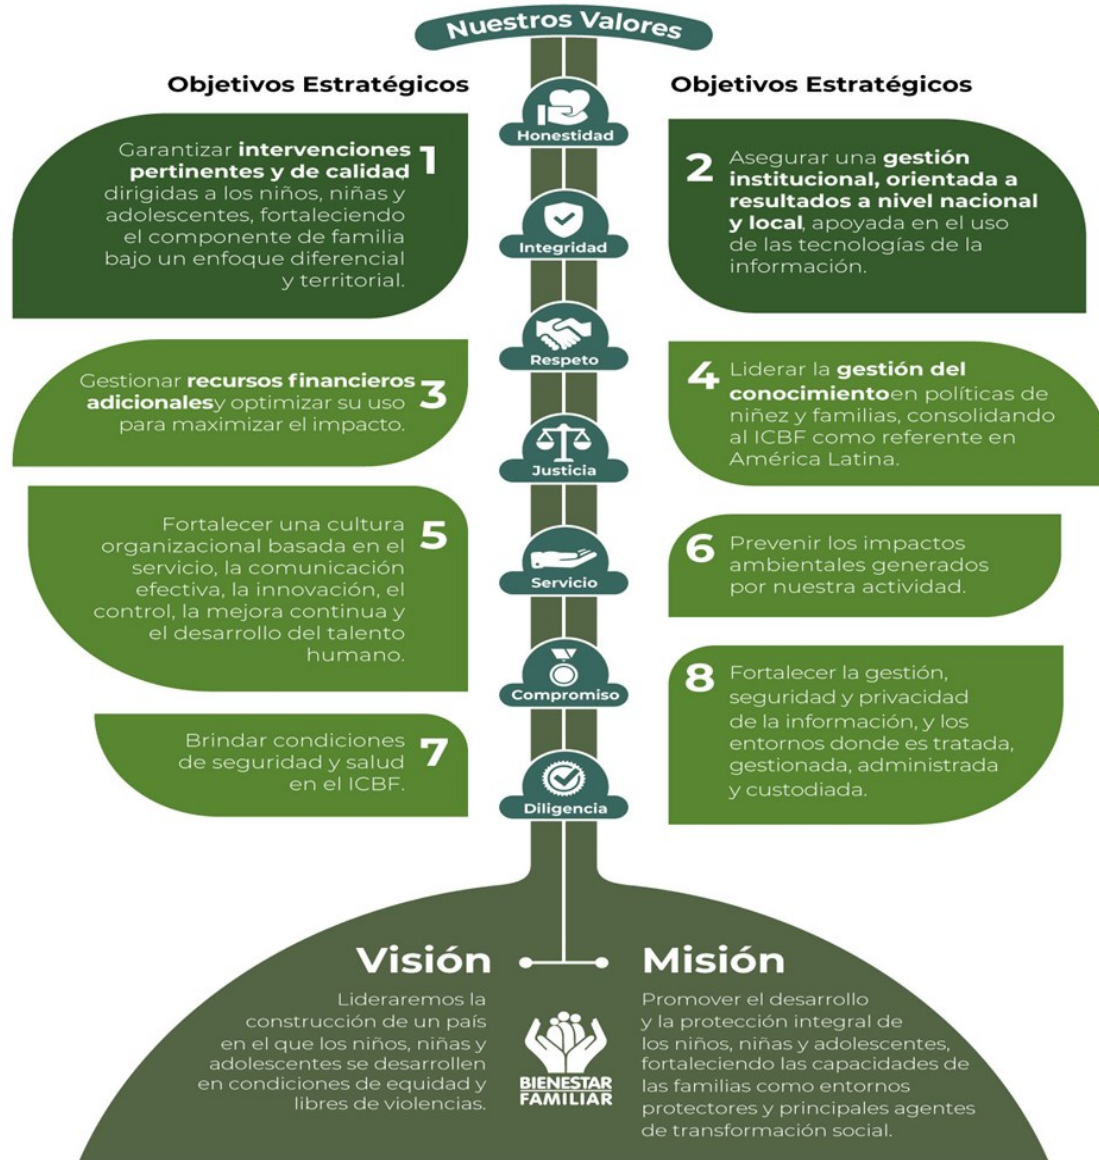 Nuestros Valores
Objetivos Estratégicos
Objetivos Estratégicos
Honestidad
Integridad
Respeto
Justicia
Servicio
Compromiso
Diligencia
1
Garantizar intervenciones
pertinentes y de calidad,
dirigidas a los niños, niñas y
adolescentes, fortaleciendo
el componente de familia
bajo un enfoque diferencial
y territorial.
2
Asegurar una gestión
institucional, orientada a
resultados a nivel nacional
y local, apoyada en el uso
de las tecnologías de la
información.
3
Gestionar recursos financieros
adicionales y optimizar su uso
para maximizar el impacto.
4
Liderar la gestión del
conocimiento en políticas de
niñez y familias, consolidando
al ICBF como referente en
América Latina.
5
Fortalecer una cultura
organizacional basada en el
servicio, la comunicación
efectiva, la innovación, el
control, la mejora continua y
el desarrollo del talento
humano.
6
Prevenir los impactos
ambientales generados
por nuestra actividad.
7
Brindar condiciones
de seguridad y salud
en el ICBF.
8
Fortalecer la gestión,
seguridad y privacidad
de la información, y los
entornos donde es tratada,
gestionada, administrada
y custodiada.
Visión
Lideraremos la
construcción de un país
en el que los niños, niñas y
adolescentes se desarrollen
en condiciones de equidad y
libres de violencias.
BIENESTAR
FAMILIAR
Misión
Promover el desarrollo
y la protección integral de
los niños, niñas y adolescentes,
fortaleciendo las capacidades de
las familias como entornos
protectores y principales agentes
de transformación social.